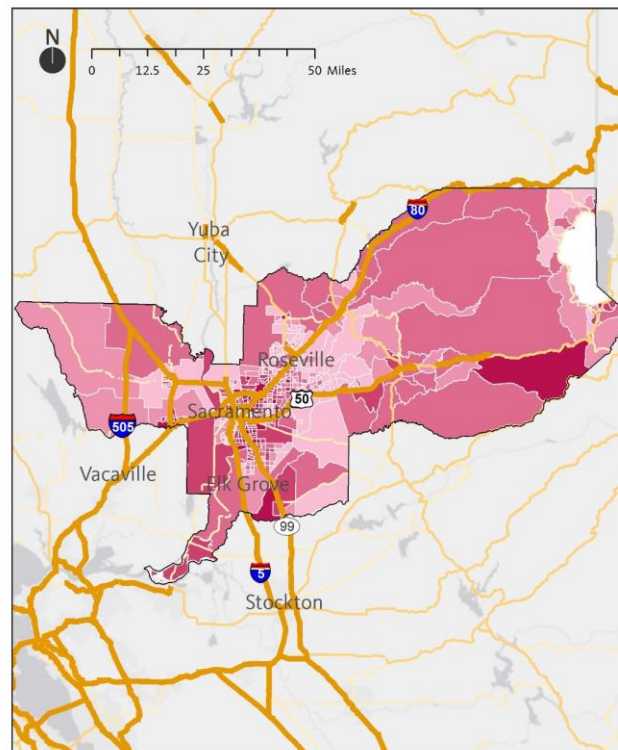 N
0 12.5 25 50 Miles
80
Yuba
City
Roseville
50
Sacramento
505
Vacaville
Elk Grove
99
5
Stockton